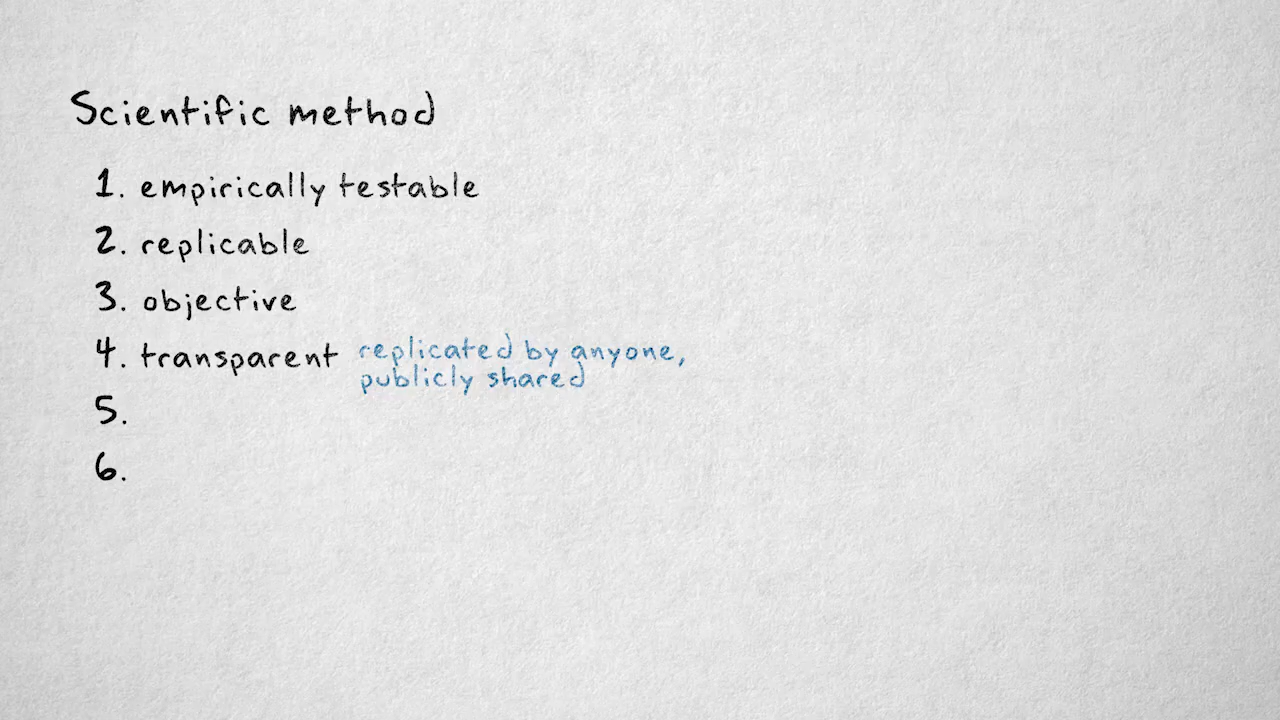 Scientific method
1. empirically testable
2. replicable
3. objective
4. transparent replicated by anyone,
publicly shared
5.
6.